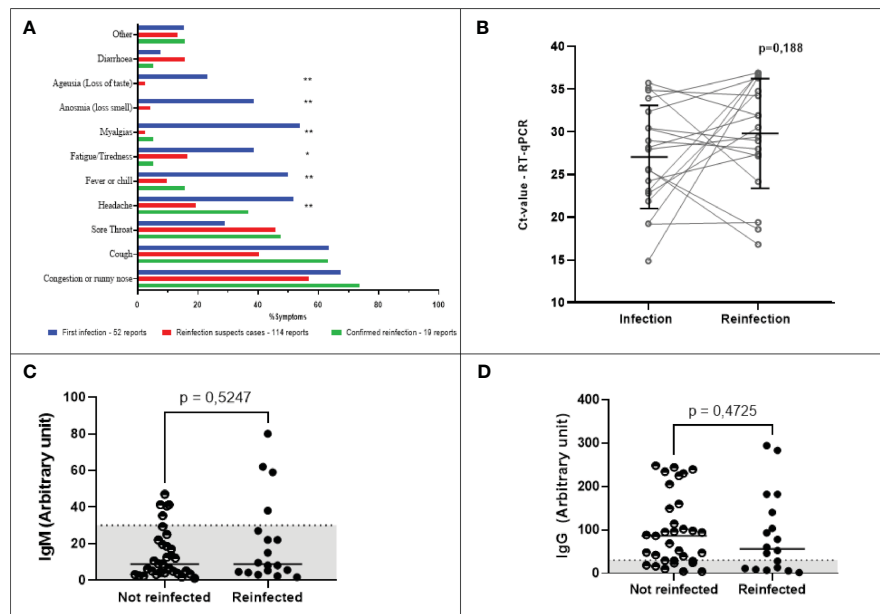 A
Other
Diarrhoea
Ageusia (Loss of taste)
**
Anosmia (loss smell)
**
Myalgias
**
Fatigue/Tiredness
*
Fever or chill
**
Headache
**
Sore Throat
Cough
Congestion or runny nose
0 20 40 60 80 100
%Symptoms
First infection - 52 reports Reinfection suspects cases - 114 reports Confirmed reinfection - 19 reports
B
p=0,188
Ct-value - RT-qPCR
40
35
30
25
20
15
10
Infection Reinfection
C
p = 0,5247
IgM (Arbitrary unit)
100
80
60
40
20
0
Not reinfected Reinfected
D
p = 0,4725
IgG (Arbitrary unit)
400
300
200
100
0
Not reinfected Reinfected